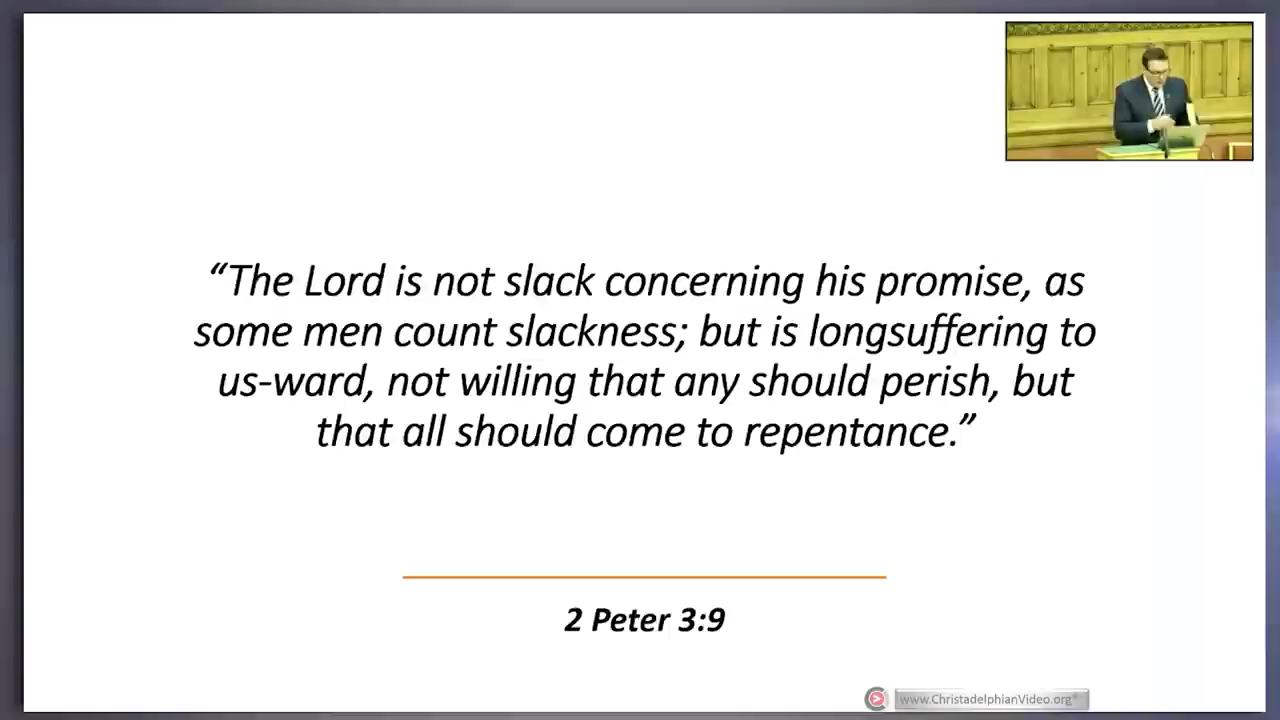 “The Lord is not slack concerning his promise, as
some men count slackness; but is longsuffering to
us-ward, not willing that any should perish, but
that all should come to repentance.”
2 Peter 3:9
www.ChristadelphianVideo.org®